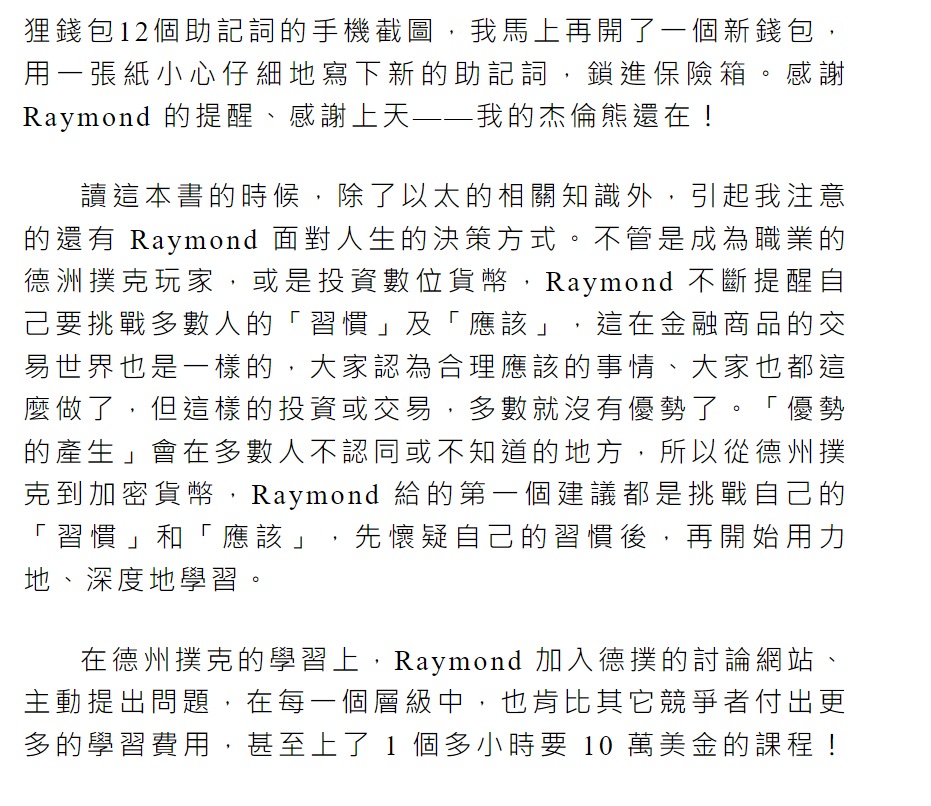 狸錢包12個助記詞的手機截圖，我馬上再開了一個新錢包，
用一張紙小心仔細地寫下新的助記詞，鎖進保險箱。感謝
Raymond 的提醒、感謝上天——我的杰倫熊還在！
讀這本書的時候，除了以太的相關知識外，引起我注意
的還有 Raymond 面對人生的決策方式。不管是成為職業的
德洲撲克玩家，或是投資數位貨幣，Raymond 不斷提醒自
己要挑戰多數人的「習慣」及「應該」，這在金融商品的交
易世界也是一樣的，大家認為合理應該的事情、大家也都這
麼做了，但這樣的投資或交易，多數就沒有優勢了。「優勢
的產生」會在多數人不認同或不知道的地方，所以從德州撲
克到加密貨幣，Raymond 給的第一個建議都是挑戰自己的
「習慣」和「應該」，先懷疑自己的習慣後，再開始用力
地、深度地學習。
在德州撲克的學習上，Raymond 加入德撲的討論網站、
主動提出問題，在每一個層級中，也肯比其它競爭者付出更
多的學習費用，甚至上了 1 個多小時要 10 萬美金的課程！